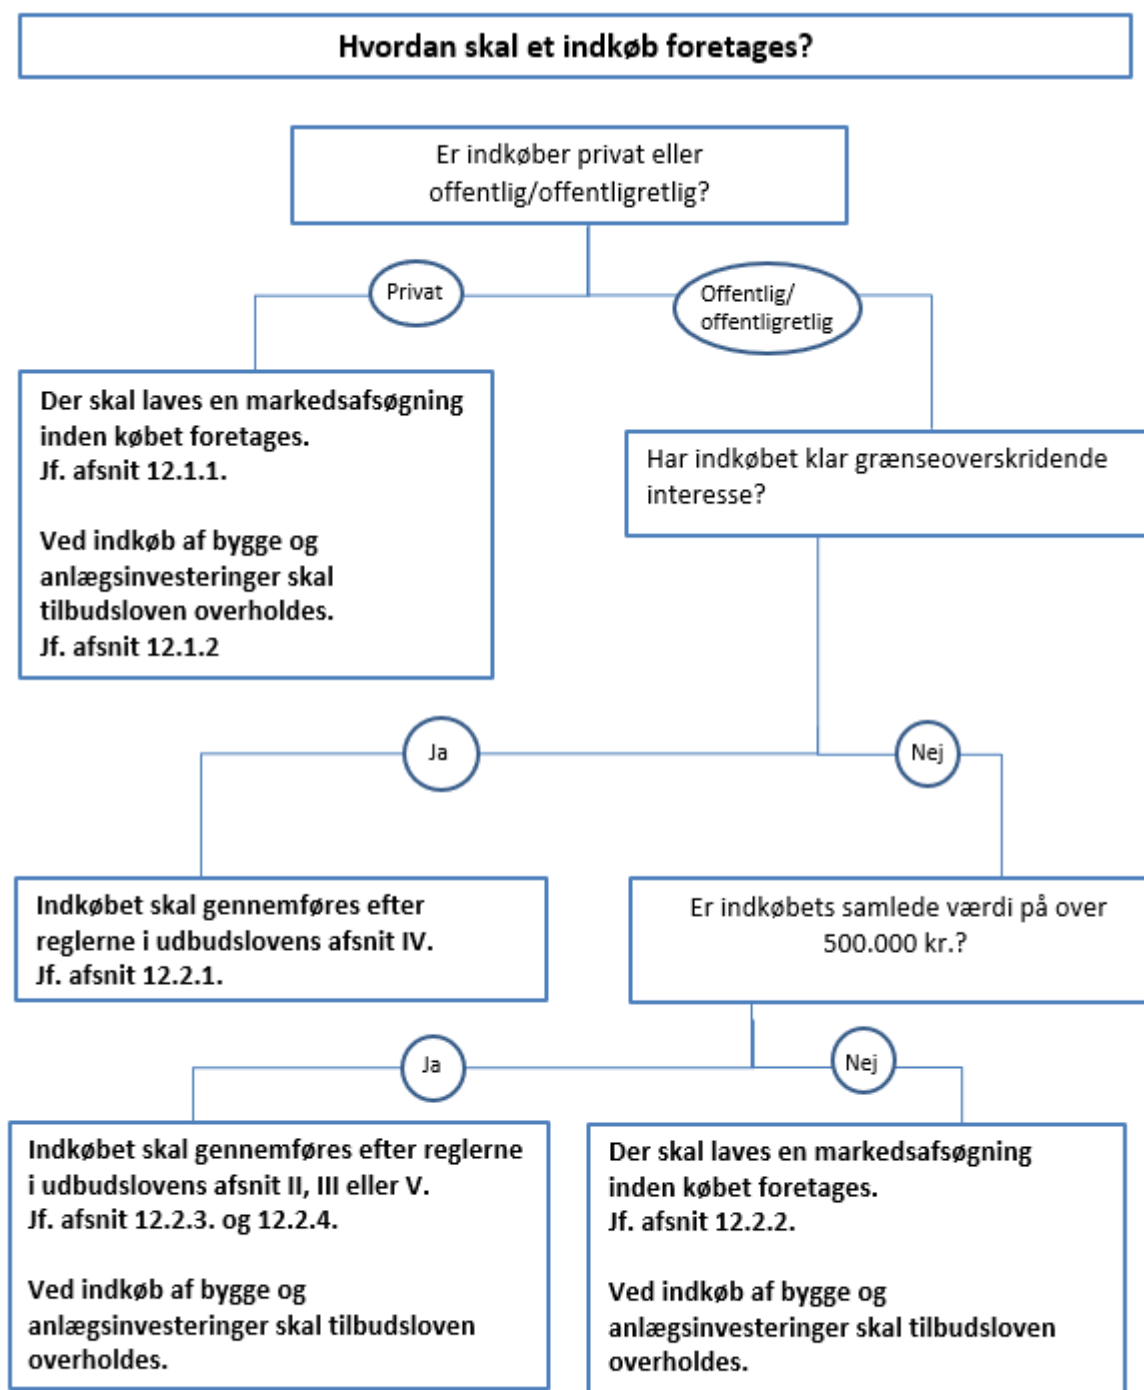 Hvordan skal et indkøb foretages?
Er indkøber privat eller
offentlig/offentligretlig?
Privat
Offentlig/
offentligretlig
Der skal laves en markedsafsøgning
inden købet foretages.
Jf. afsnit 12.1.1.
Ved indkøb af bygge og
anlægsinvesteringer skal
tilbudsloven overholdes.
Jf. afsnit 12.1.2
Har indkøbet klar grænseoverskridende
interesse?
Ja
Nej
Indkøbet skal gennemføres efter
reglerne i udbudslovens afsnit IV.
Jf. afsnit 12.2.1.
Er indkøbets samlede værdi på over
500.000 kr.?
Ja
Nej
Indkøbet skal gennemføres efter reglerne
i udbudslovens afsnit II, III eller V.
Jf. afsnit 12.2.3. og 12.2.4.
Ved indkøb af bygge og
anlægsinvesteringer skal tilbudsloven
overholdes.
Der skal laves en markedsafsøgning
inden købet foretages.
Jf. afsnit 12.2.2.
Ved indkøb af bygge og
anlægsinvesteringer skal tilbudsloven
overholdes.